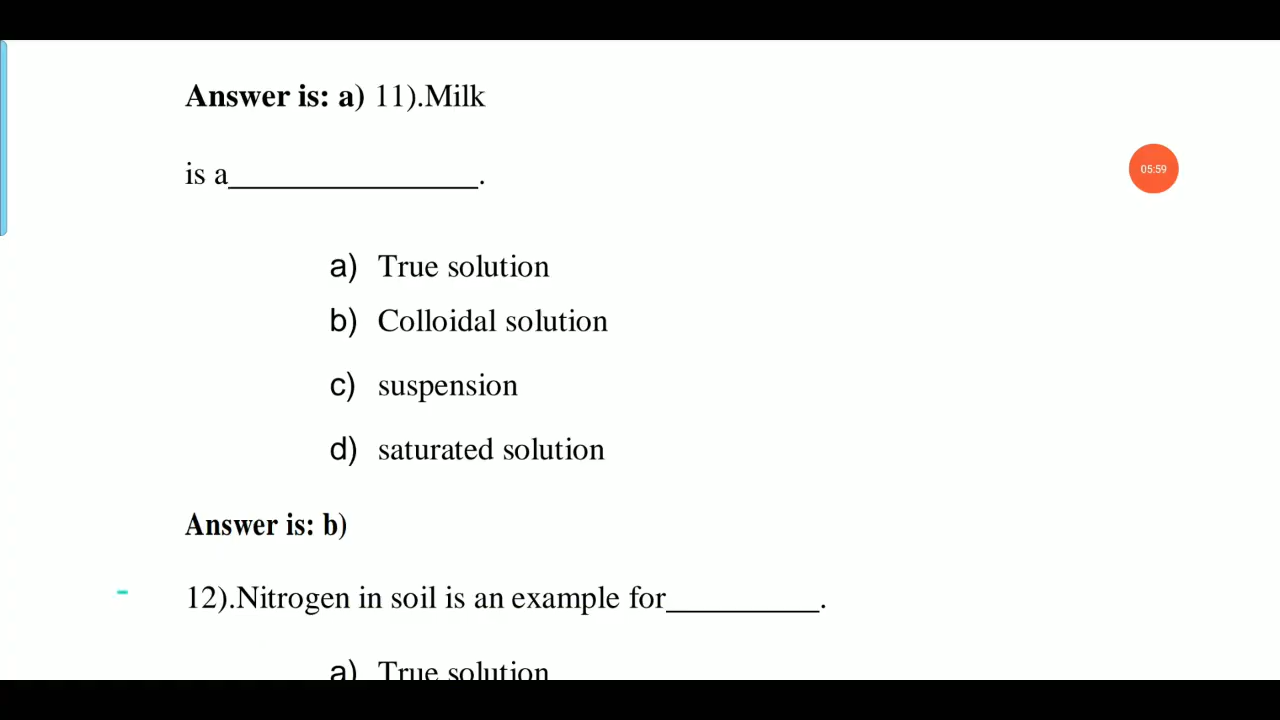 Answer is: a) 11).Milk
is a________________.
05:59
a) True solution
b) Colloidal solution
c) suspension
d) saturated solution
Answer is: b)
12).Nitrogen in soil is an example for__________.
a) True solution